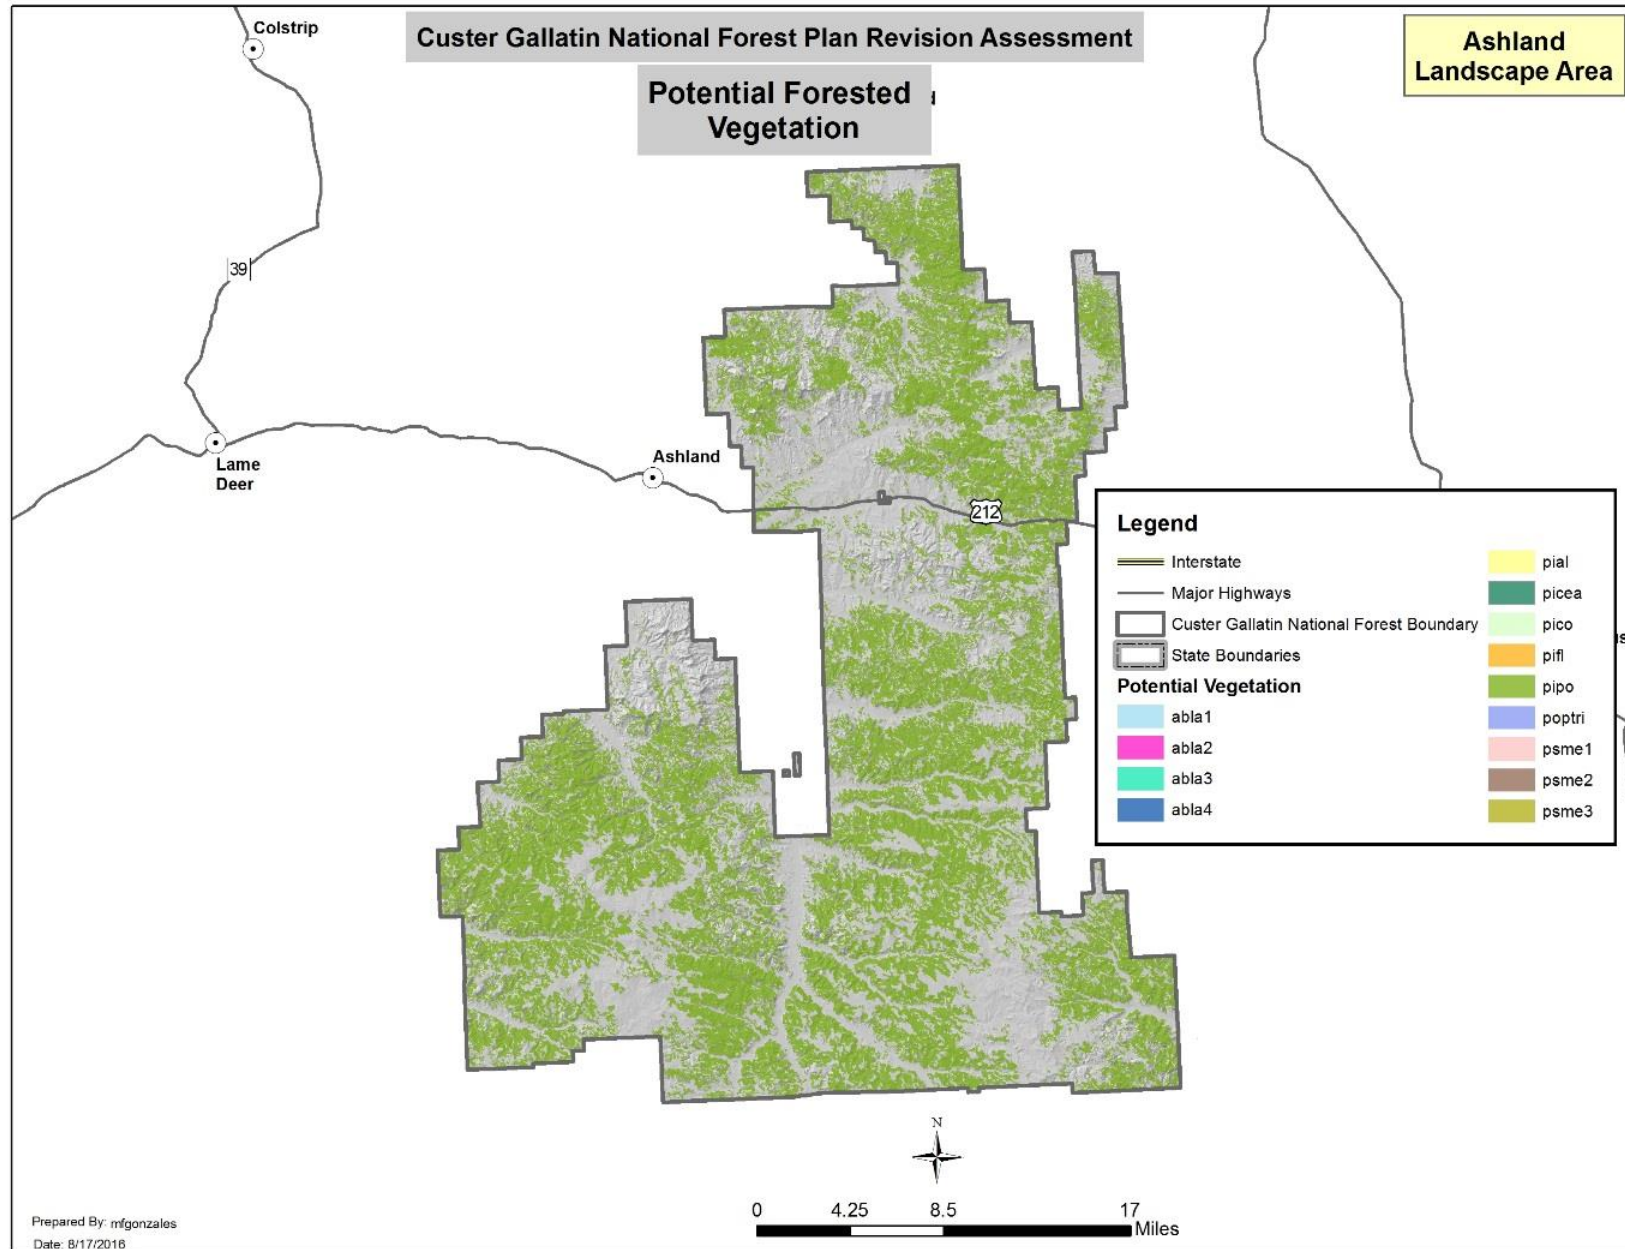 Colstrip
Custer Gallatin National Forest Plan Revision Assessment
Potential Forested
Vegetation
Ashland
Landscape Area
39
Lame
Deer
Ashland
212
Legend
Interstate
Major Highways
Custer Gallatin National Forest Boundary
State Boundaries
Potential Vegetation
abla1
abla2
abla3
abla4
pial
picea
pico
pifl
pipo
poptri
psme1
psme2
psme3
N
0 4.25 8.5 17
Miles
Prepared By: mfgonzales
Date: 8/17/2016